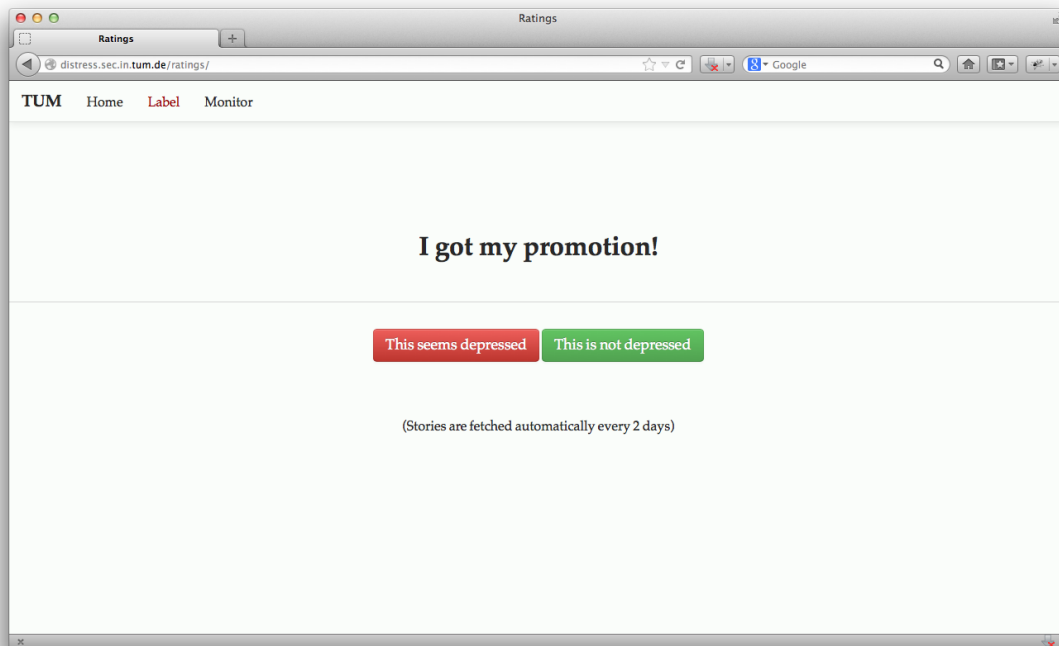 Ratings
Ratings
distress.sec.in.tum.de/ratings/
Google
TUM Home Label Monitor
I got my promotion!
This seems depressed This is not depressed
(Stories are fetched automatically every 2 days)